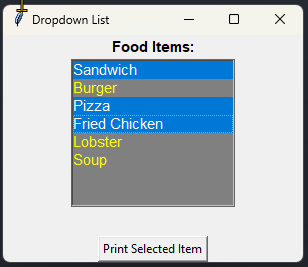 Dropdown List
Food Items:
Sandwich
Burger
Pizza
Fried Chicken
Lobster
Soup
Print Selected Item